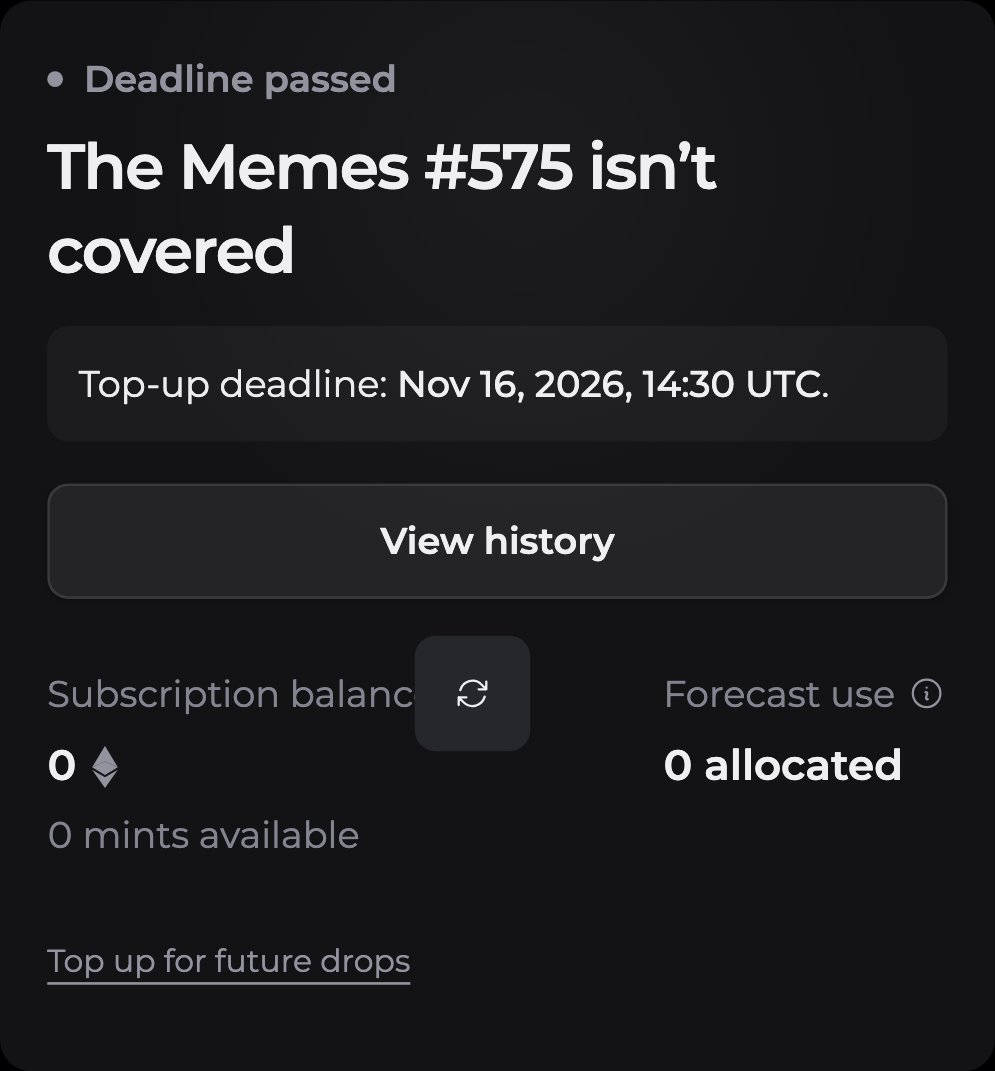 Deadline passed
The Memes #575 isn’t
covered
Top-up deadline: Nov 16, 2026, 14:30 UTC.
View history
Subscription balanc
Forecast use
0
0 allocated
0 mints available
Top up for future drops